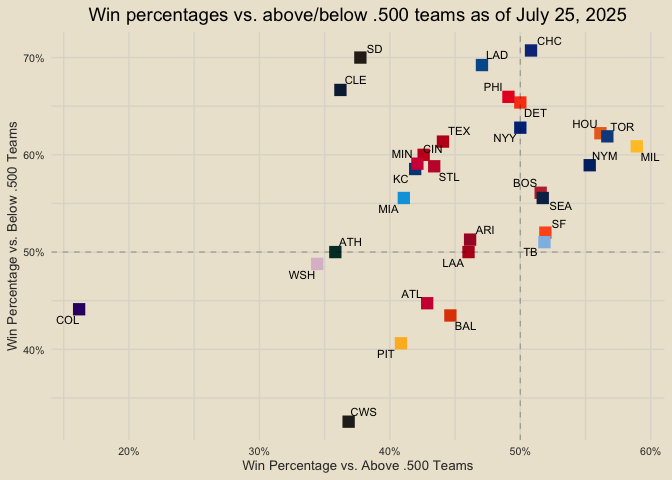 Win percentages vs. above/below .500 teams as of July 25, 2025
CHC
SD
LAD
70%
CLE
PHI
DET
HOU
TOR
TEX
NYY
CIN
MIN
60%
NYM
MIL
KC
STL
BOS
MIA
SEA
SF
ARI
ATH
TB
50%
LAA
WSH
ATL
COL
BAL
PIT
40%
CWS
Win Percentage vs. Below .500 Teams
20%
30%
40%
50%
60%
Win Percentage vs. Above .500 Teams